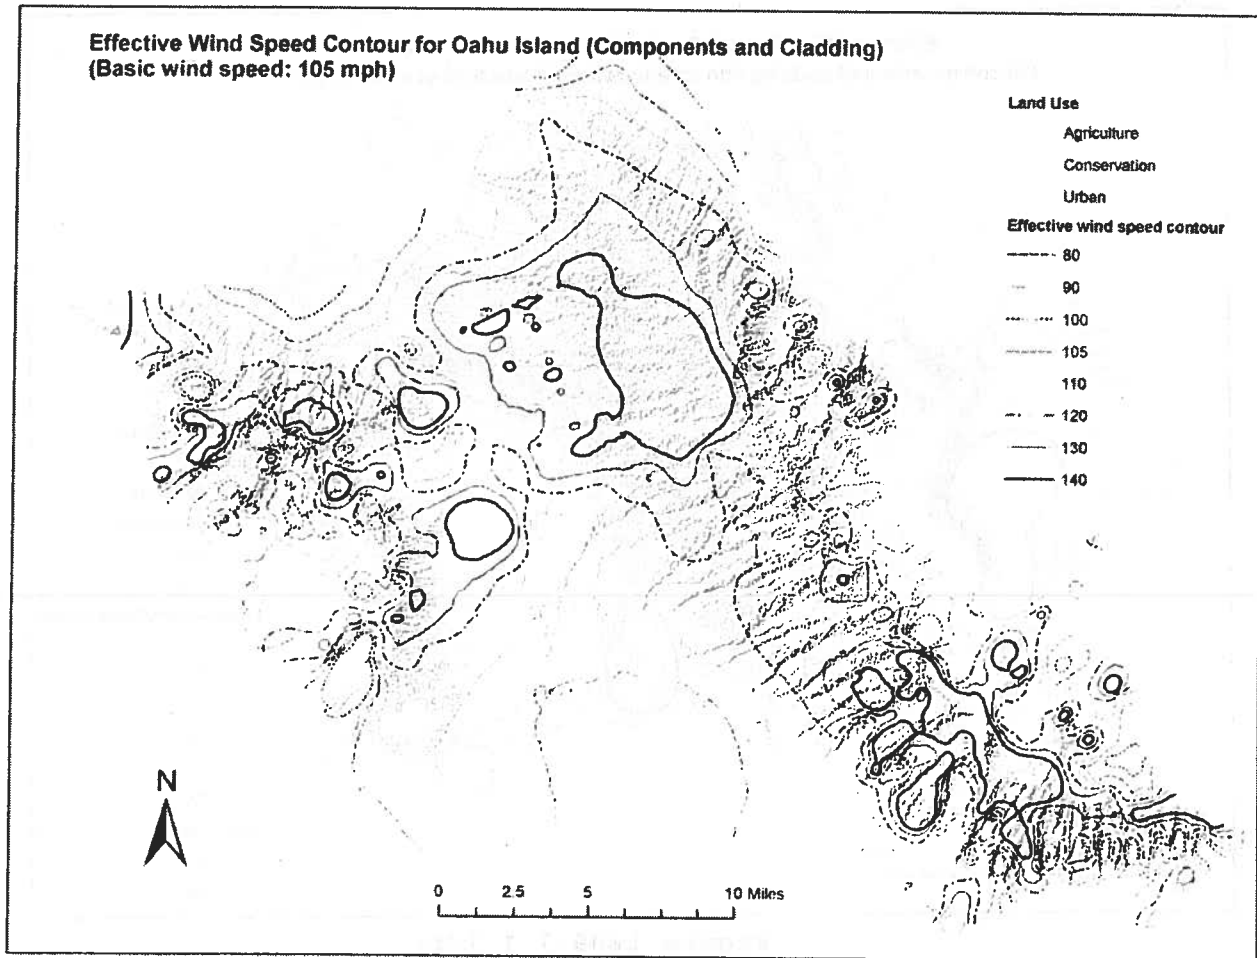 Effective Wind Speed Contour for Oahu Island (Components and Cladding)
(Basic wind speed: 105 mph)
Land Use
Agriculture
Conservation
Urban
Effective wind speed contour
80
90
100
105
110
120
130
140
N
0 2.5 5 10 Miles